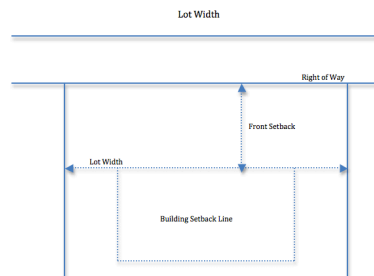 Lot Width
Right of Way
Front Setback
Lot Width
Building Setback Line